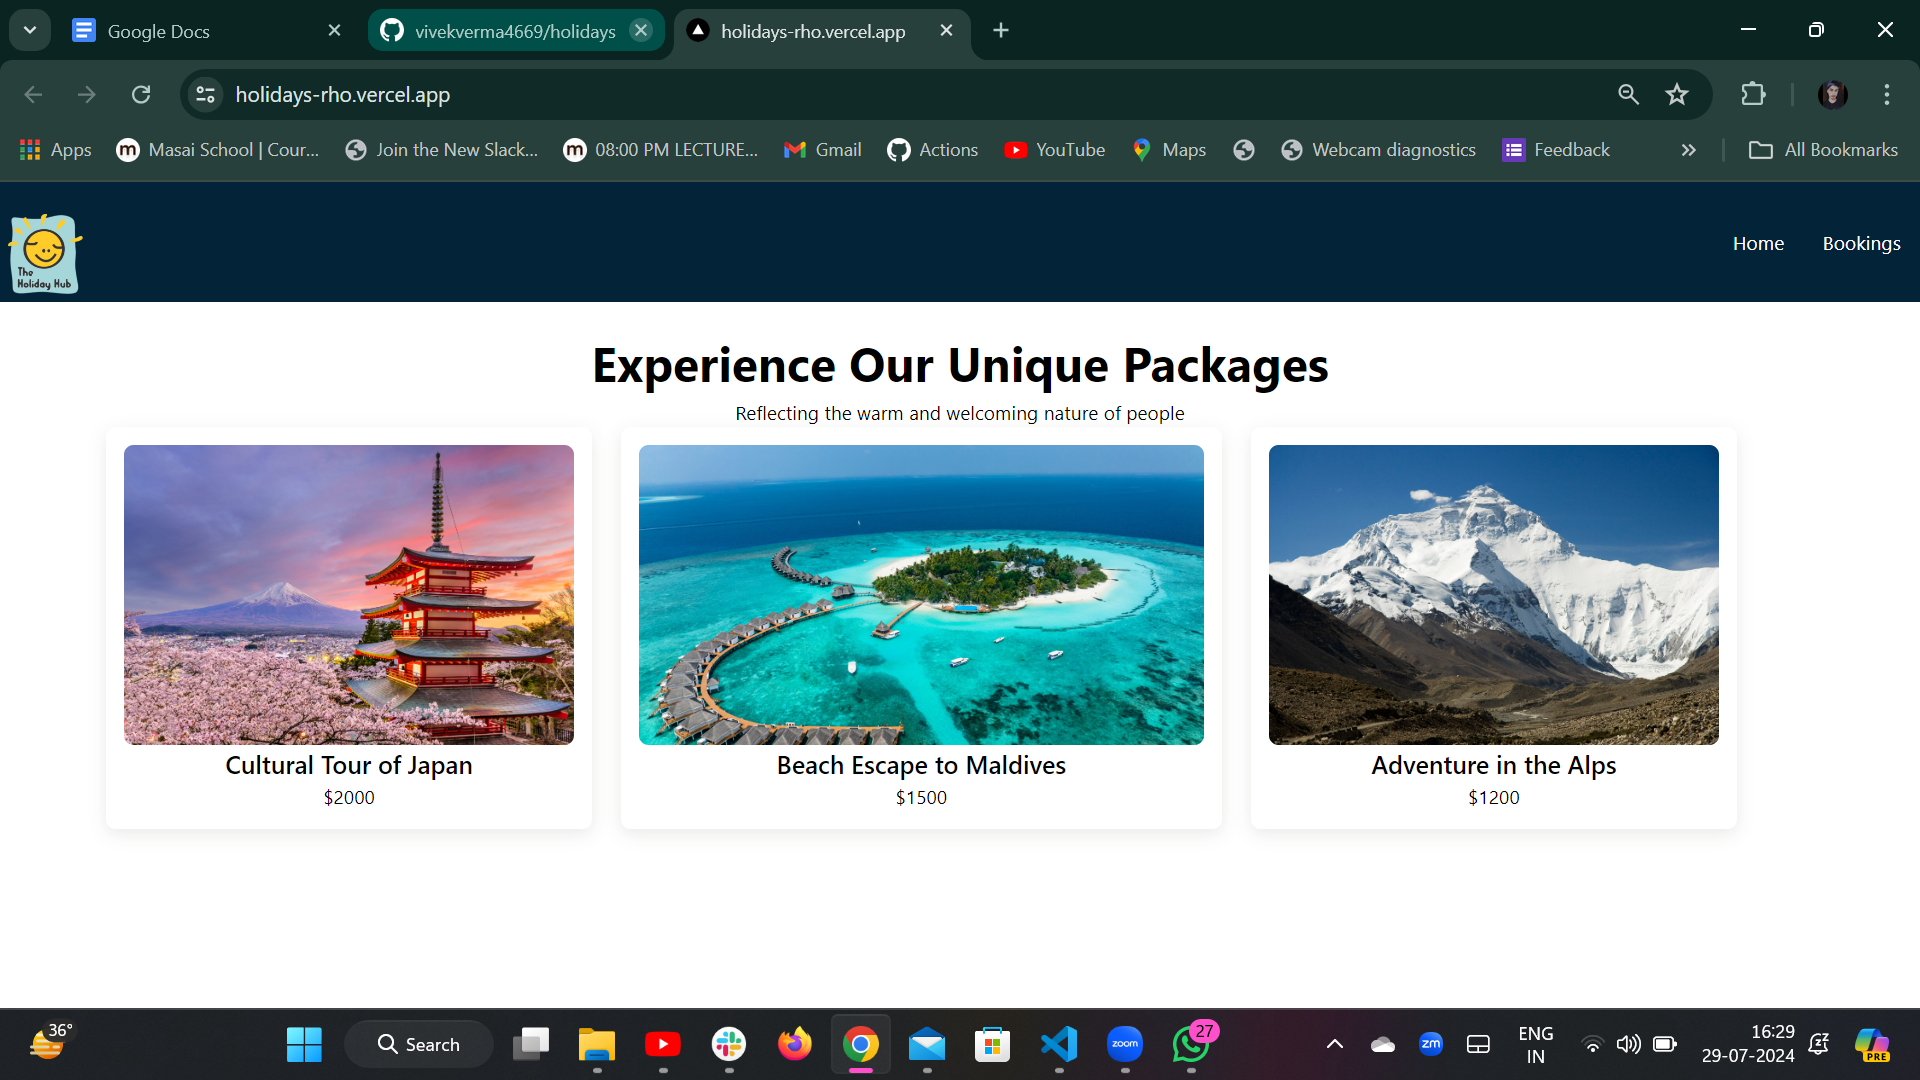 Google Docs
vivekverma4669/holidays
holidays-rho.vercel.app
holidays-rho.vercel.app
Apps
Masai School | Cour...
Join the New Slack...
08:00 PM LECTURE...
Gmail
Actions
YouTube
Maps
Webcam diagnostics
Feedback
All Bookmarks
The
Holiday Hub
Home
Bookings
Experience Our Unique Packages
Reflecting the warm and welcoming nature of people
Cultural Tour of Japan
$2000
Beach Escape to Maldives
$1500
Adventure in the Alps
$1200
36°
Search
zoom
27
zm
ENG
IN
16:29
29-07-2024
PRE